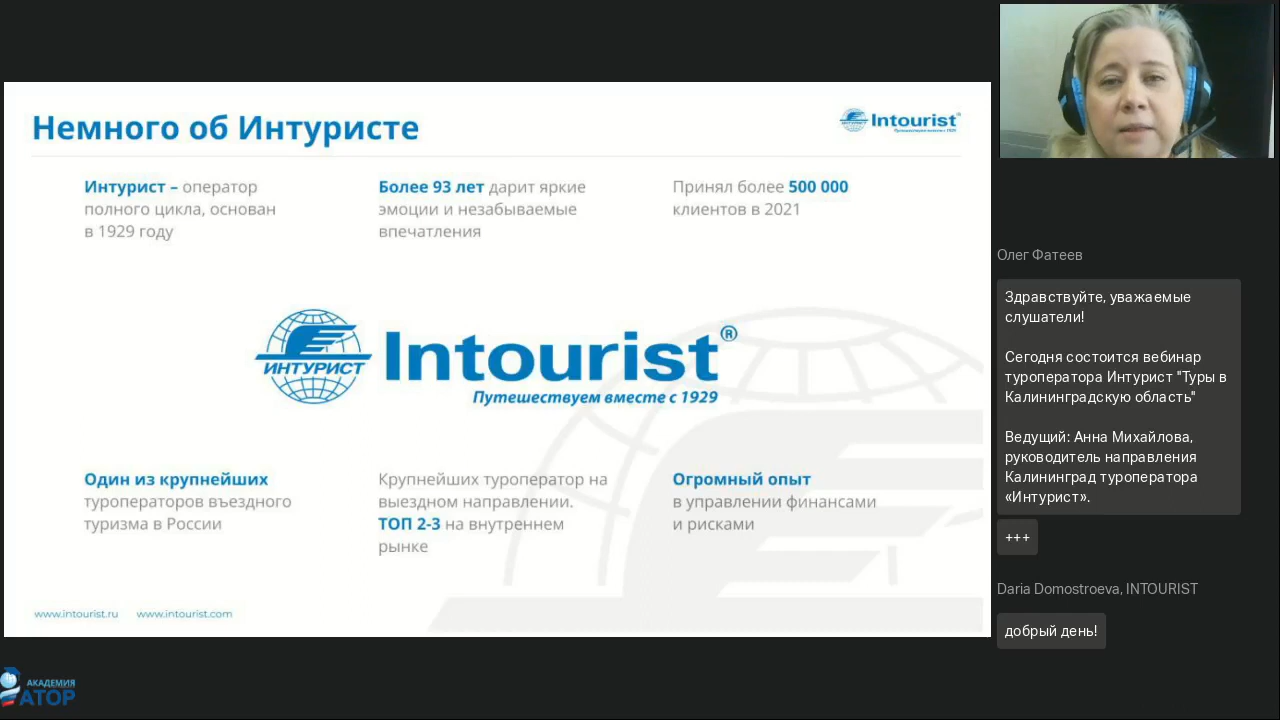 Немного об Интуристе
ИНТУРИСТ Intourist®
Путешествуем вместе с 1929
Интурист – оператор
полного цикла, основан
в 1929 году
Более 93 лет дарит яркие
эмоции и незабываемые
впечатления
Принял более 500 000
клиентов в 2021
ИНТУРИСТ Intourist®
Путешествуем вместе с 1929
Один из крупнейших
туроператоров въездного
туризма в России
Крупнейших туроператор на
выездном направлении.
ТОП 2-3 на внутреннем
рынке
Огромный опыт
в управлении финансами
и рисками
www.intourist.ru www.intourist.com
АКАДЕМИЯ
АТОР
Олег Фатеев
Здравствуйте, уважаемые
слушатели!
Сегодня состоится вебинар
туроператора Интурист "Туры в
Калининградскую область"
Ведущий: Анна Михайлова,
руководитель направления
Калининград туроператора
«Интурист».
+++
Daria Domostroeva, INTOURIST
добрый день!